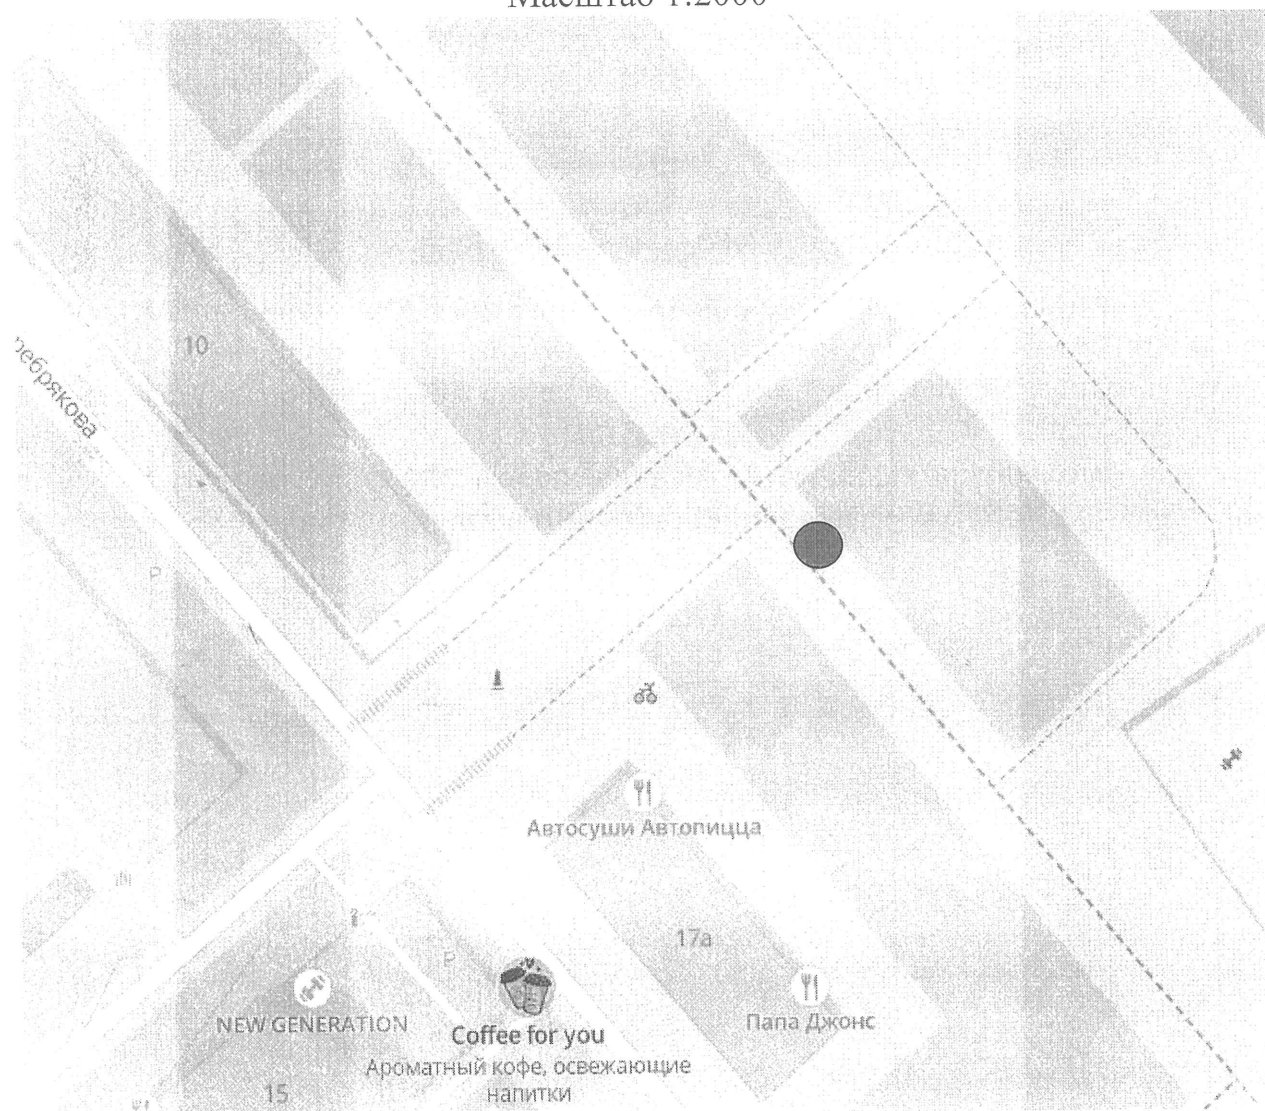 Масштаб 1:2000
10
ребрякова
P
Автосуши Автопицца
17а
P
NEW GENERATION
Coffee for you
Папа Джонс
Ароматный кофе, освежающие
напитки
15